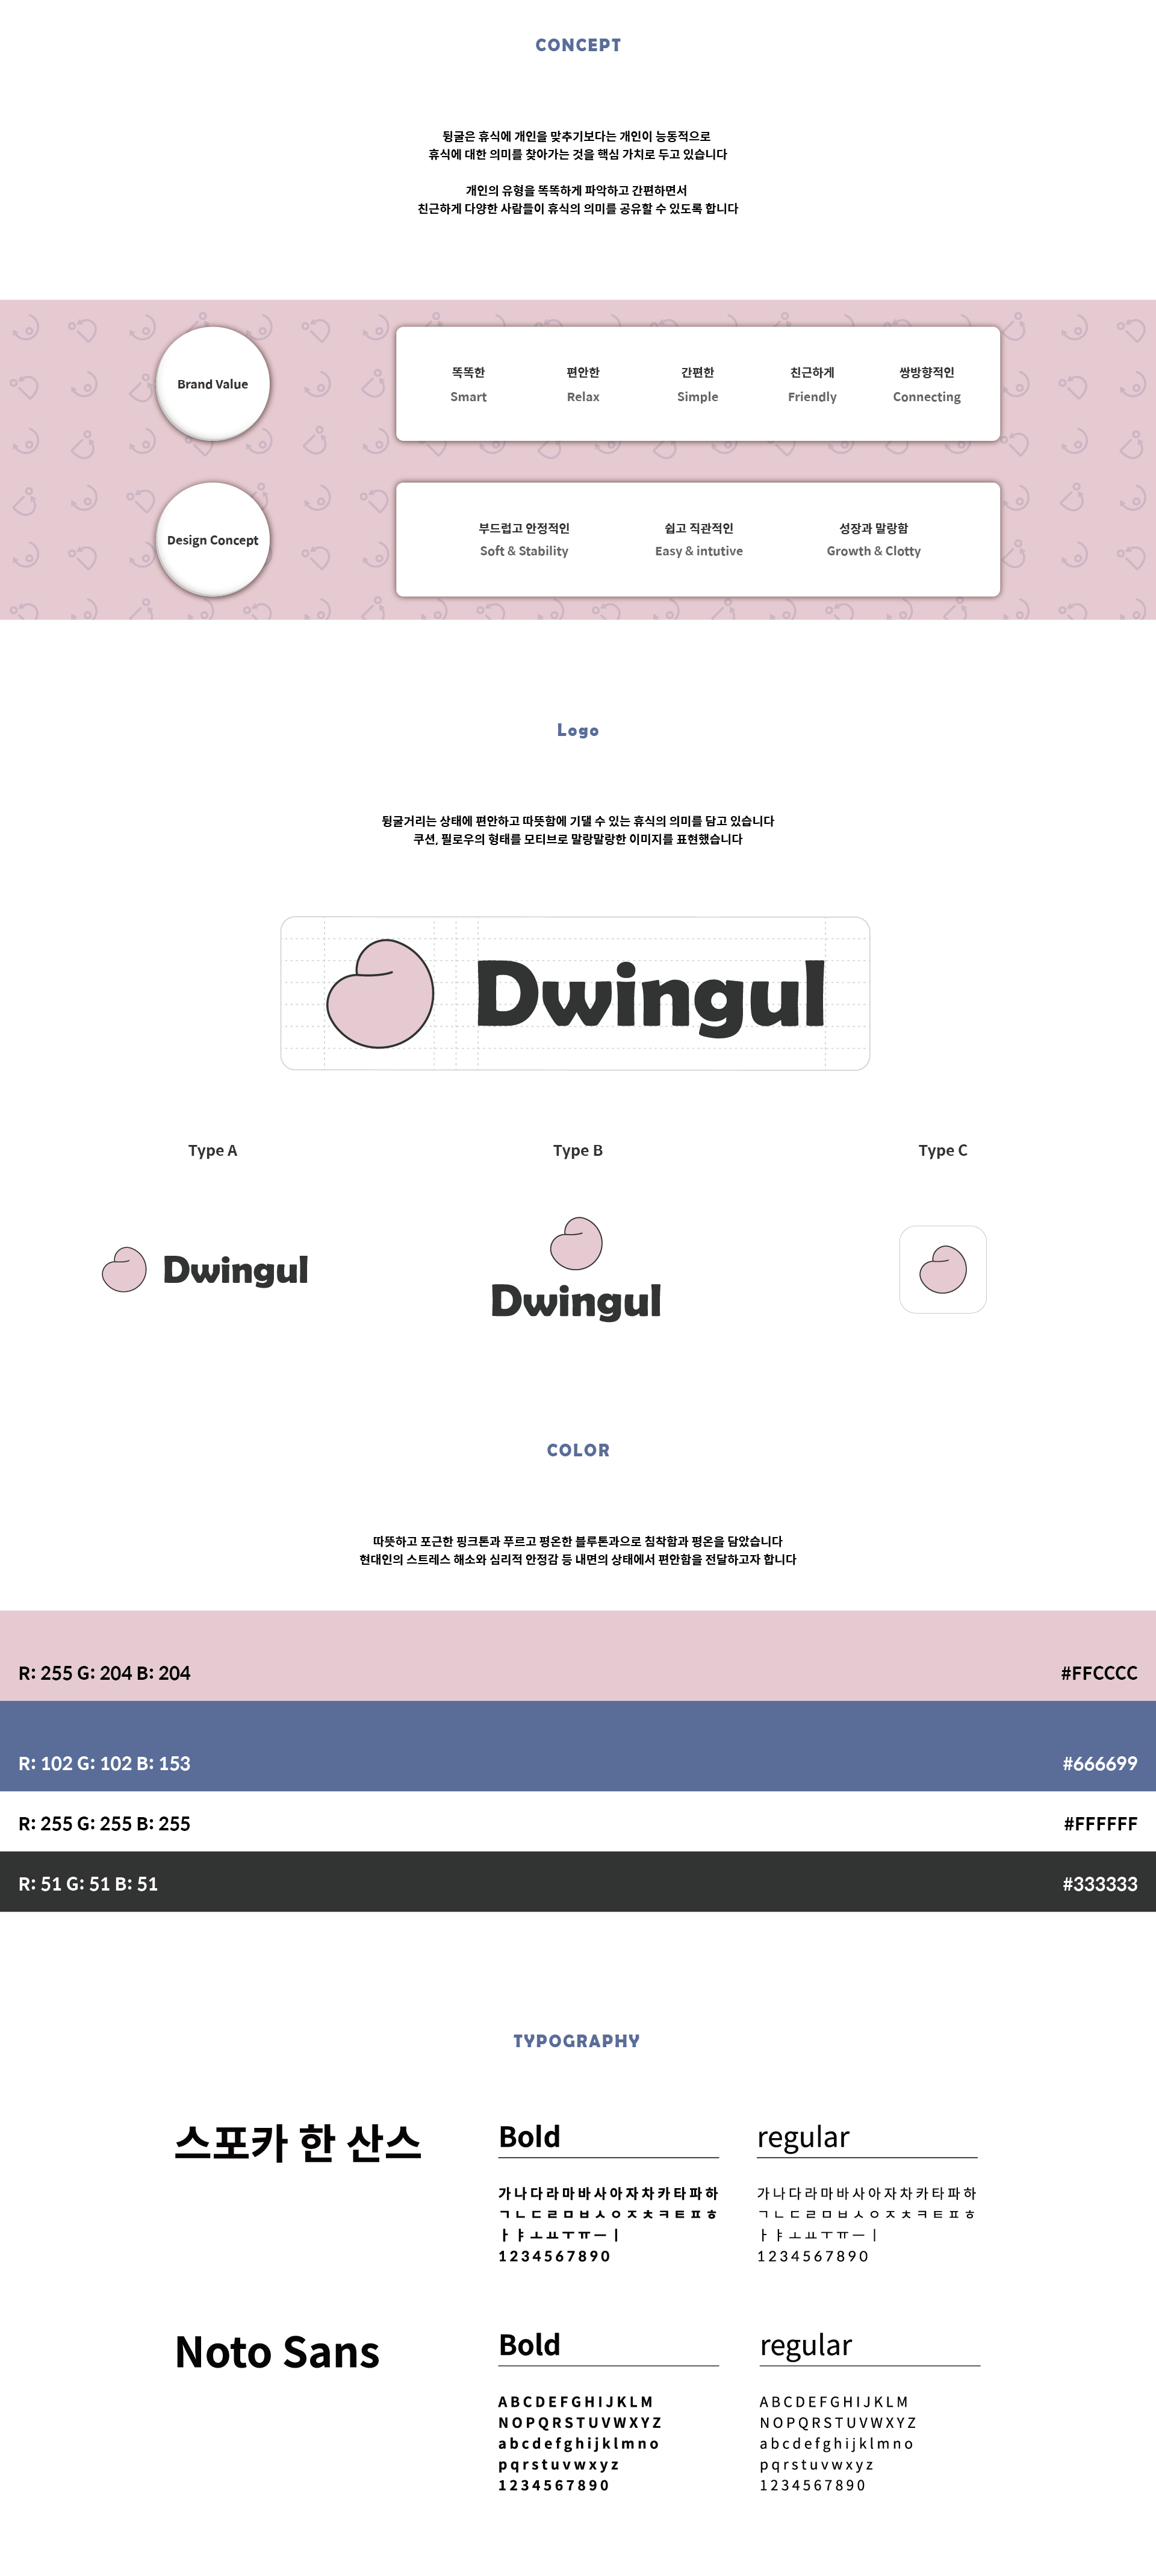 CONCEPT
뒹굴은 휴식에 개인을 맞추기보다는 개인이 능동적으로
휴식에 대한 의미를 찾아가는 것을 핵심 가치로 두고 있습니다
개인의 유형을 똑똑하게 파악하고 간편하면서
친근하게 다양한 사람들이 휴식의 의미를 공유할 수 있도록 합니다
Brand Value
똑똑한 편안한 간편한 친근하게 쌍방향적인
Smart Relax Simple Friendly Connecting
Design Concept
부드럽고 안정적인 쉽고 직관적인 성장과 말랑함
Soft & Stability Easy & intutive Growth & Clotty
Logo
뒹굴거리는 상태에 편안하고 따뜻함에 기댈 수 있는 휴식의 의미를 담고 있습니다
쿠션, 필로우의 형태를 모티브로 말랑말랑한 이미지를 표현했습니다
Dwingul
Type A Type B Type C
Dwingul
Dwingul
COLOR
따뜻하고 포근한 핑크톤과 푸르고 평온한 블루톤과으로 침착함과 평온을 담았습니다
현대인의 스트레스 해소와 심리적 안정감 등 내면의 상태에서 편안함을 전달하고자 합니다
R: 255 G: 204 B: 204 #FFCCCC
R: 102 G: 102 B: 153 #666699
R: 255 G: 255 B: 255 #FFFFFF
R: 51 G: 51 B: 51 #333333
TYPOGRAPHY
스포카 한 산스
Bold
가나다라마바사아자차카타파하
ㄱㄴㄷㄹㅁㅂㅅㅇㅈㅊㅋㅌㅍㅎ
ㅏㅑㅗㅛㅜㅠㅡㅣ
1234567890
regular
가나다라마바사아자차카타파하
ㄱㄴㄷㄹㅁㅂㅅㅇㅈㅊㅋㅌㅍㅎ
ㅏㅑㅗㅛㅜㅠㅡㅣ
1234567890
Noto Sans
Bold
ABCDEFGHIJKLM
NOPQRSTUVWXYZ
abcdefghijklmno
pqrstuvwxyz
1234567890
regular
ABCDEFGHIJKLM
NOPQRSTUVWXYZ
abcdefghijklmno
pqrstuvwxyz
1234567890